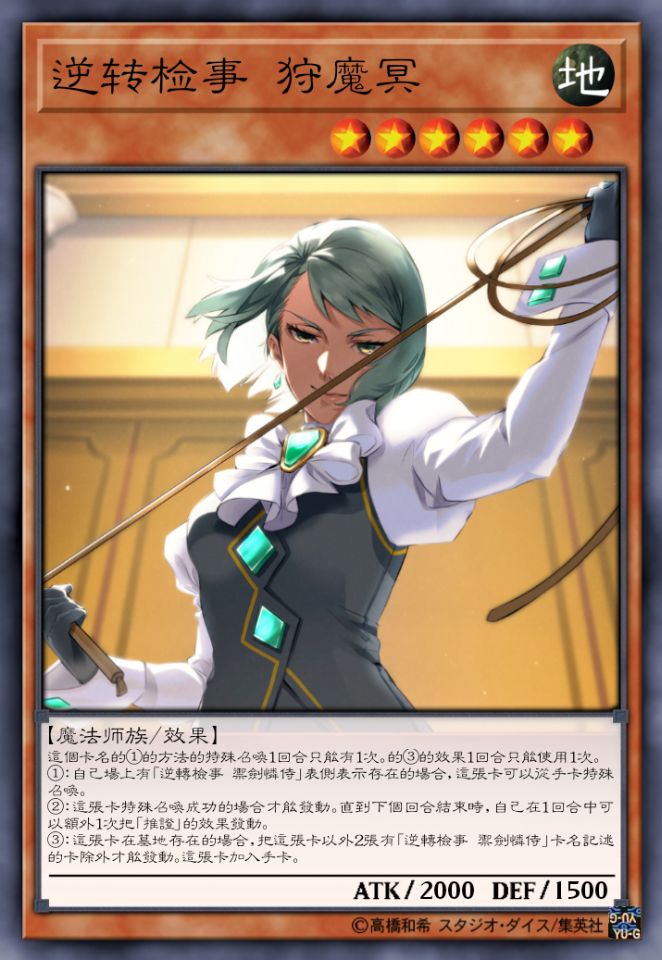 逆转检事 狩魔冥
地
【魔法师族/效果】
這個卡名的①的方法的特殊召喚1回合只能有1次。的③的效果1回合只能使用1次。
①：自己場上有「逆轉檢事 禦劍憐侍」表側表示存在的場合，這張卡可以從手卡特殊
召喚。
②：這張卡特殊召喚成功的場合才能發動。直到下個回合結束時，自己在1回合中可
以額外1次把「推證」的效果發動。
③：這張卡在墓地存在的場合，把這張卡以外2張有「逆轉檢事 禦劍憐侍」卡名記述
的卡除外才能發動。這張卡加入手卡。
ATK/2000 DEF/1500
©高橋和希 スタジオ・ダイス/集英社